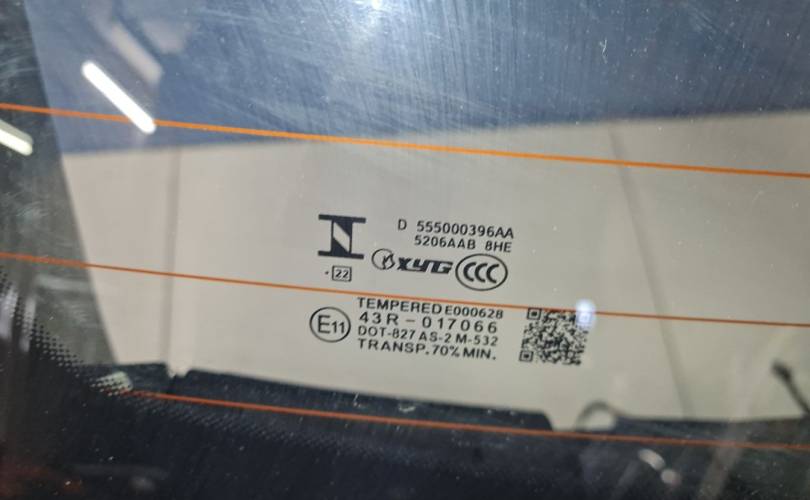 D 555000396AA
5206AAB 8HE
N
·22
XYG CCC
TEMPERED E000628
E11
43R - 017066
DOT-827 AS-2 M-532
TRANSP.70% MIN.